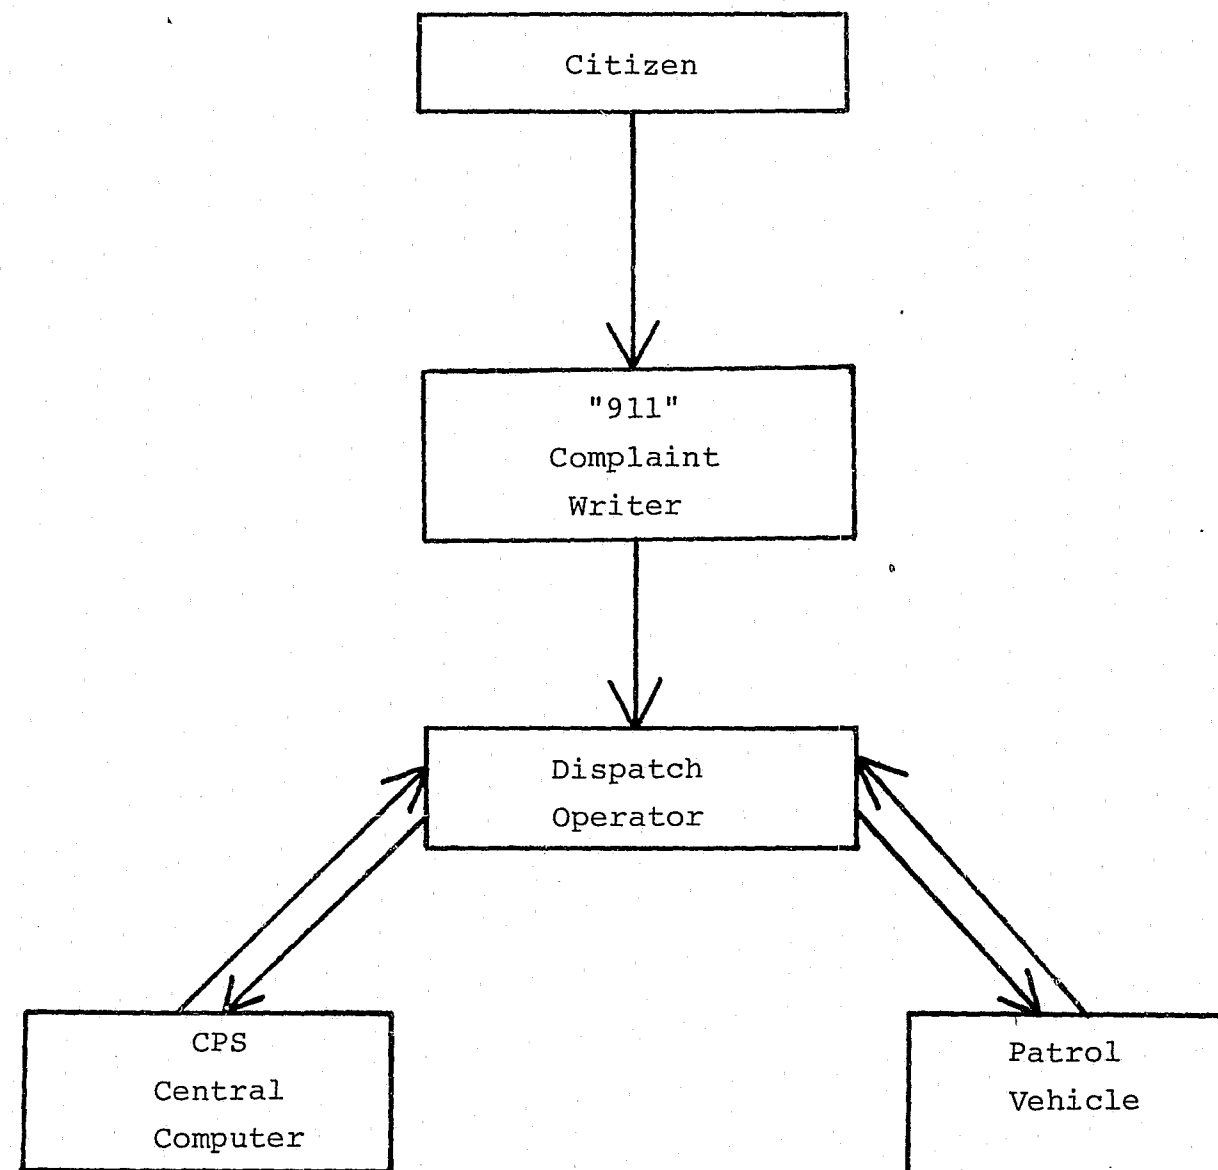 Citizen
"911"
Complaint
Writer
Dispatch
Operator
CPS
Central
Computer
Patrol
Vehicle